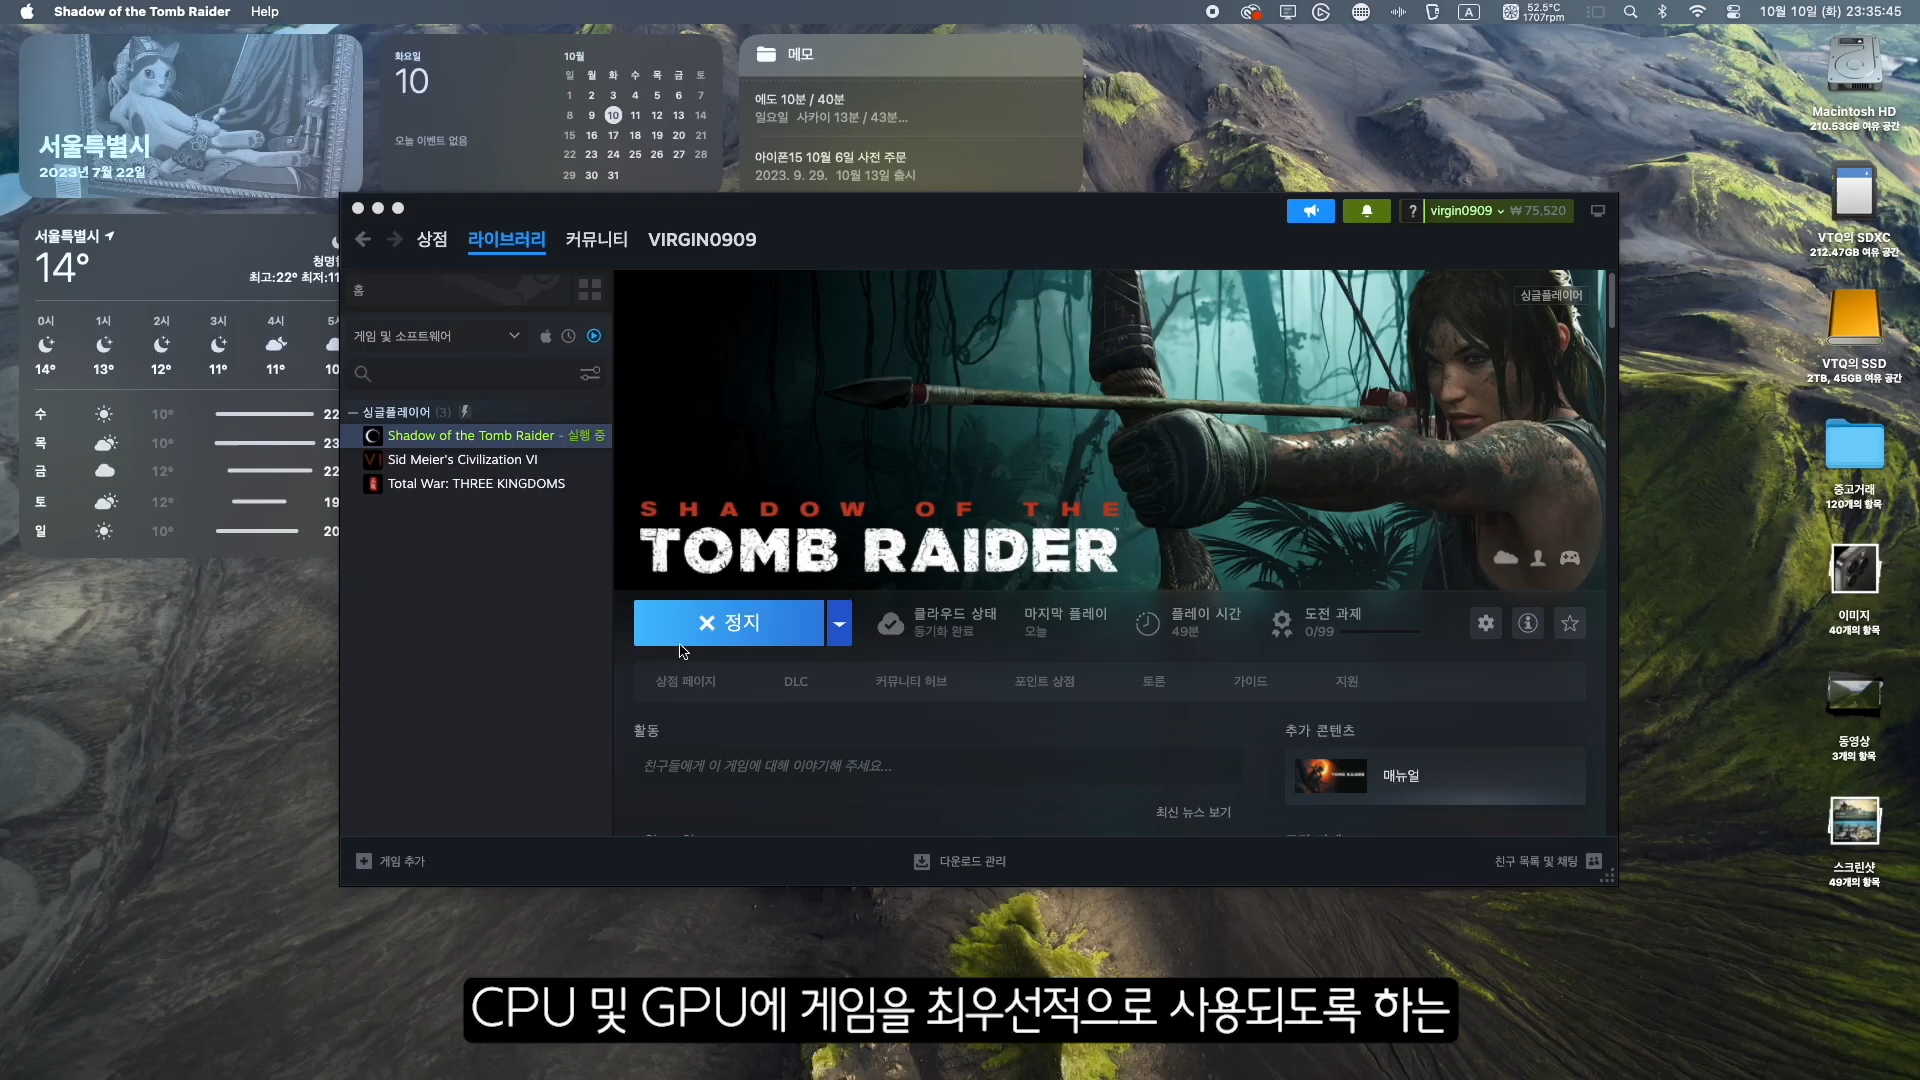 Shadow of the Tomb Raider Help
A
52.5°C
1707rpm
10월 10일 (화) 23:35:45
서울특별시
2023년 7월 22일
화요일
10
오늘 이벤트 없음
10월
일 월 화 수 목 금 토
1 2 3 4 5 6 7
8 9 10 11 12 13 14
15 16 17 18 19 20 21
22 23 24 25 26 27 28
29 30 31
메모
에도 10분 / 40분
일요일 사카이 13분 / 43분...
아이폰15 10월 6일 사전 주문
2023. 9. 29. 10월 13일 출시
서울특별시
14°
최고:22° 최저:11
0시 1시 2시 3시 4시
14° 13° 12° 11° 11° 10
수 10° 22
목 10° 23
금 12° 22
토 12° 19
일 10° 20
? virgin0909 ₩ 75,520
상점 라이브러리 커뮤니티 VIRGIN0909
홈
게임 및 소프트웨어
싱글플레이어 (3)
Shadow of the Tomb Raider - 실행 중
Sid Meier's Civilization VI
Total War: THREE KINGDOMS
싱글플레이어
SHADOW OF THE
TOMB RAIDER
정지
클라우드 상태
동기화 완료
마지막 플레이
오늘
플레이 시간
49분
도전 과제
0/99
상점 페이지 DLC 커뮤니티 허브 포인트 상점 토론 가이드 지원
활동
친구들에게 이 게임에 대해 이야기해 주세요...
최신 뉴스 보기
추가 콘텐츠
매뉴얼
게임 추가
다운로드 관리
친구 목록 및 채팅
Macintosh HD
210.53GB 여유 공간
VTQ의 SDXC
212.47GB 여유 공간
VTQ의 SSD
2TB, 45GB 여유 공간
중고거래
120개의 항목
이미지
40개의 항목
동영상
3개의 항목
스크린샷
49개의 항목
CPU 및 GPU에 게임을 최우선적으로 사용되도록 하는